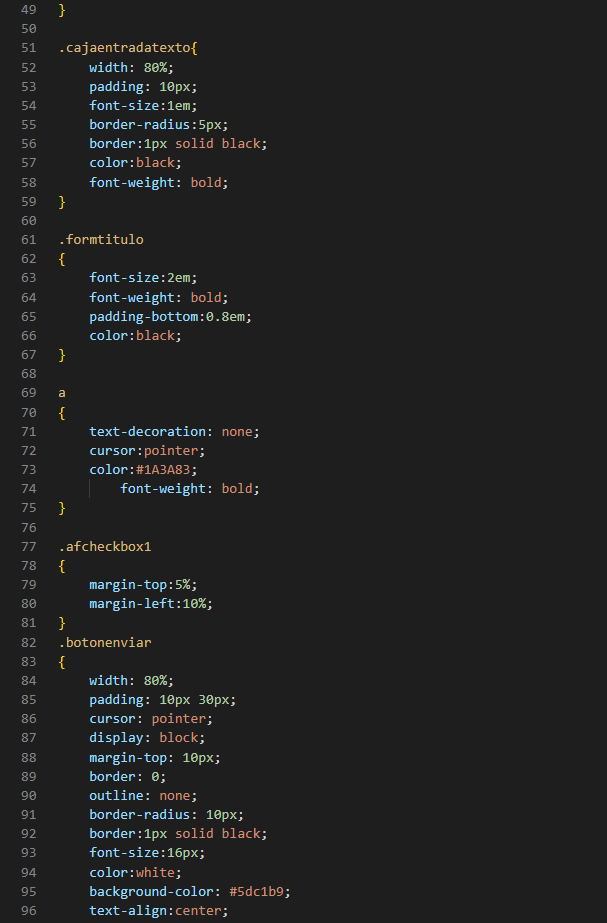 49 }
50
51 .cajaentradatexto{
52     width: 80%;
53     padding: 10px;
54     font-size:1em;
55     border-radius:5px;
56     border:1px solid black;
57     color:black;
58     font-weight: bold;
59 }
60
61 .formtitulo
62 {
63     font-size:2em;
64     font-weight: bold;
65     padding-bottom:0.8em;
66     color:black;
67 }
68
69 a
70 {
71     text-decoration: none;
72     cursor:pointer;
73     color:#1A3A83;
74         font-weight: bold;
75 }
76
77 .afcheckbox1
78 {
79     margin-top:5%;
80     margin-left:10%;
81 }
82 .botonenviar
83 {
84     width: 80%;
85     padding: 10px 30px;
86     cursor: pointer;
87     display: block;
88     margin-top: 10px;
89     border: 0;
90     outline: none;
91     border-radius: 10px;
92     border:1px solid black;
93     font-size:16px;
94     color:white;
95     background-color: #5dc1b9;
96     text-align:center;